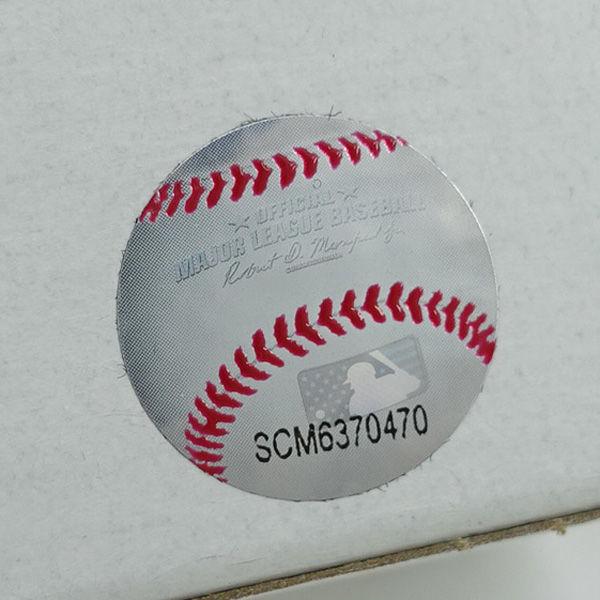 OFFICIAL
MAJOR LEAGUE BASEBALL
Robert D. Manfred Jr.
SCM6370470